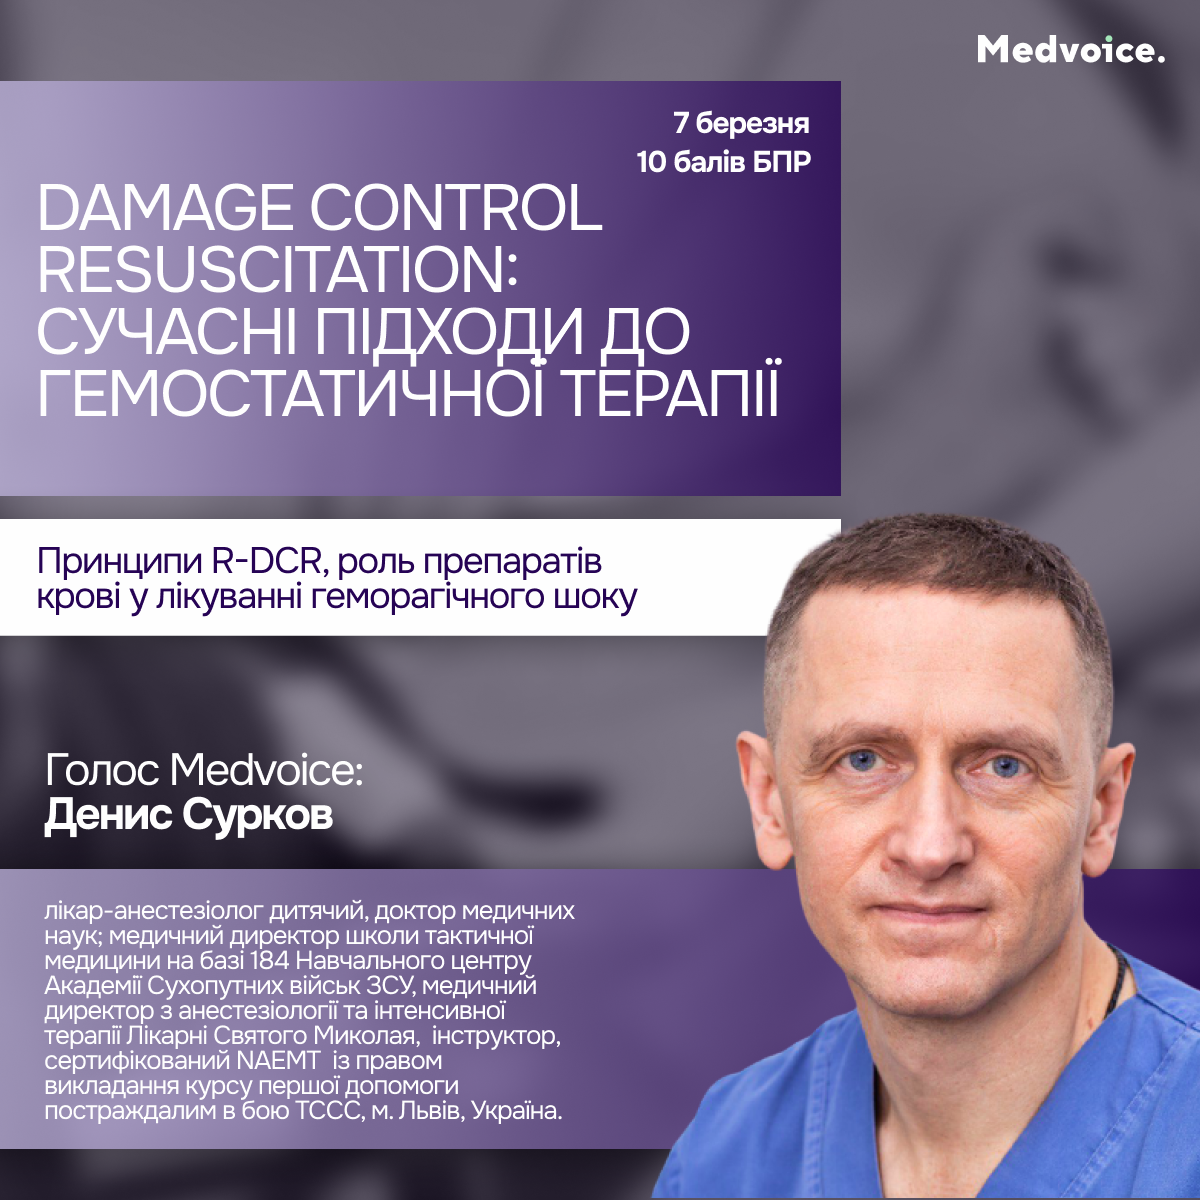 Medvoice.
7 березня
10 балів БПР
DAMAGE CONTROL
RESUSCITATION:
СУЧАСНІ ПІДХОДИ ДО
ГЕМОСТАТИЧНОЇ ТЕРАПІЇ
Принципи R-DCR, роль препаратів
крові у лікуванні геморагічного шоку
Голос Medvoice:
Денис Сурков
лікар-анестезіолог дитячий, доктор медичних
наук; медичний директор школи тактичної
медицини на базі 184 Навчального центру
Академії Сухопутних військ ЗСУ, медичний
директор з анестезіології та інтенсивної
терапії Лікарні Святого Миколая, інструктор,
сертифікований NAEMT із правом
викладання курсу першої допомоги
постраждалим в бою TCCC, м. Львів, Україна.